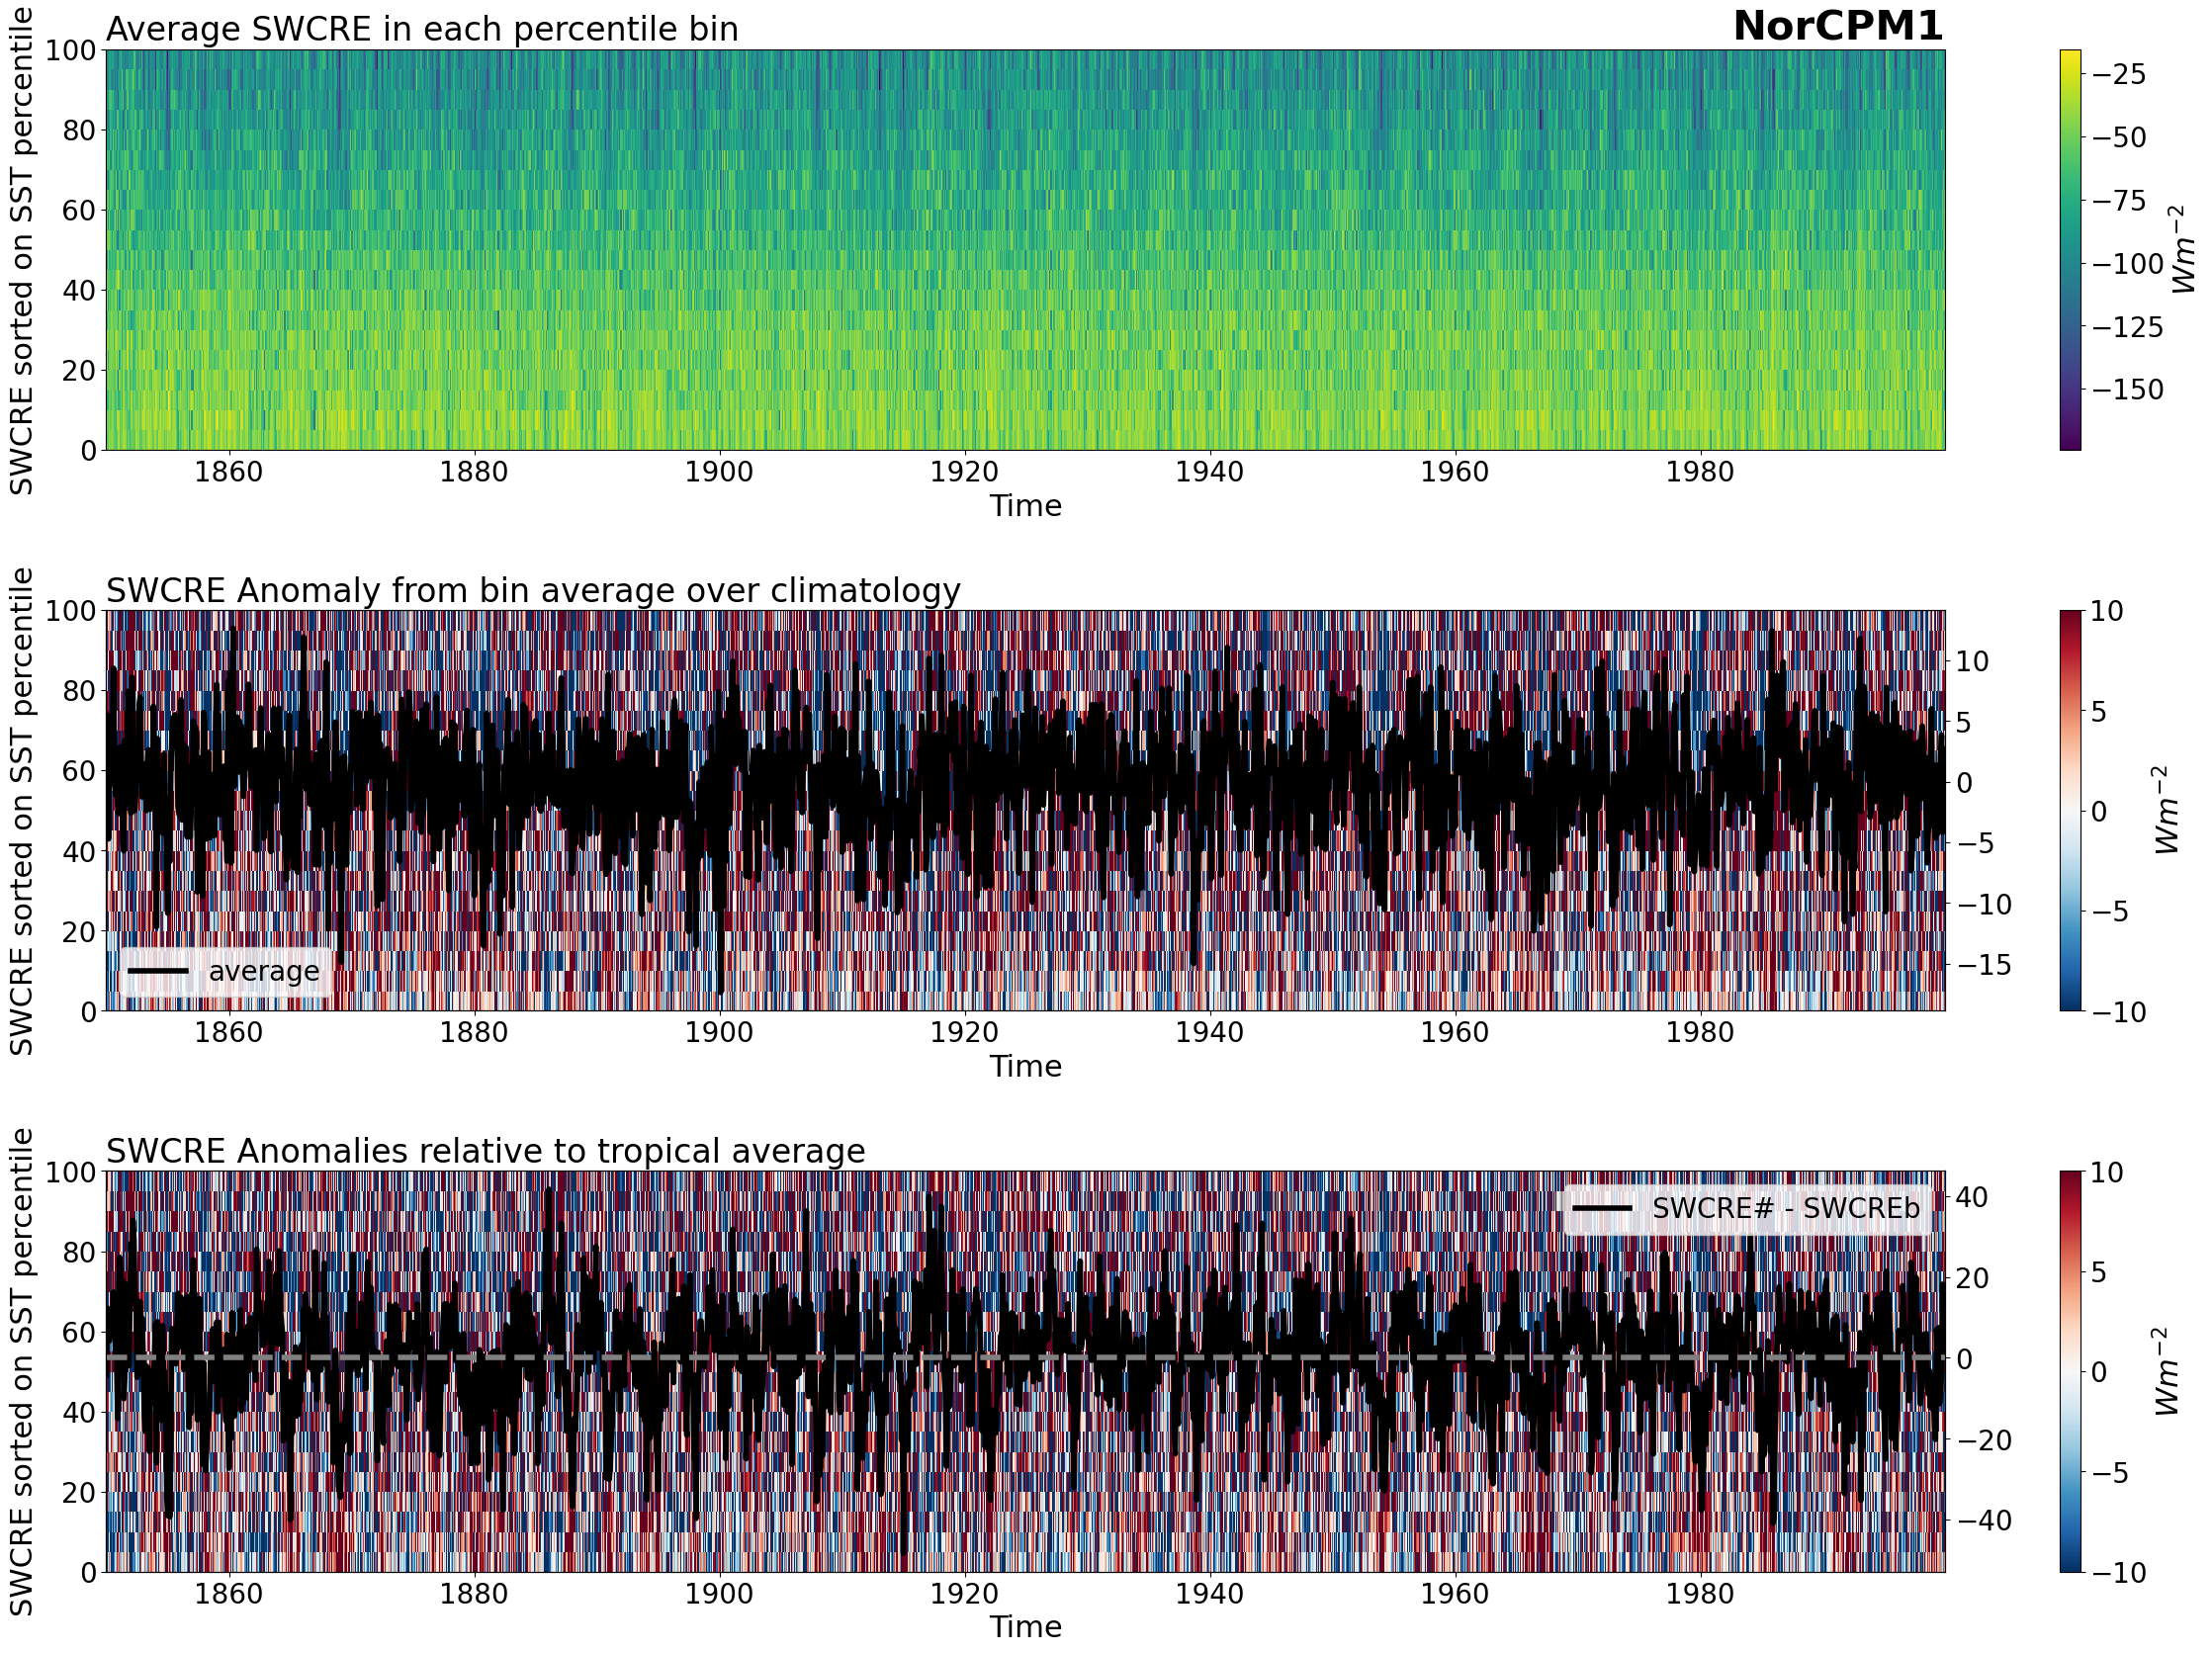 Average SWCRE in each percentile bin
NorCPM1
SWCRE sorted on SST percentile
100
80
60
40
20
0
1860 1880 1900 1920 1940 1960 1980
Time
−25
−50
−75
−100
−125
−150
Wm−2
SWCRE Anomaly from bin average over climatology
SWCRE sorted on SST percentile
100
80
60
40
20
0
average
10
5
0
−5
−10
−15
1860 1880 1900 1920 1940 1960 1980
Time
10
5
0
−5
−10
Wm−2
SWCRE Anomalies relative to tropical average
SWCRE sorted on SST percentile
100
80
60
40
20
0
SWCRE# - SWCREb
40
20
0
−20
−40
1860 1880 1900 1920 1940 1960 1980
Time
10
5
0
−5
−10
Wm−2